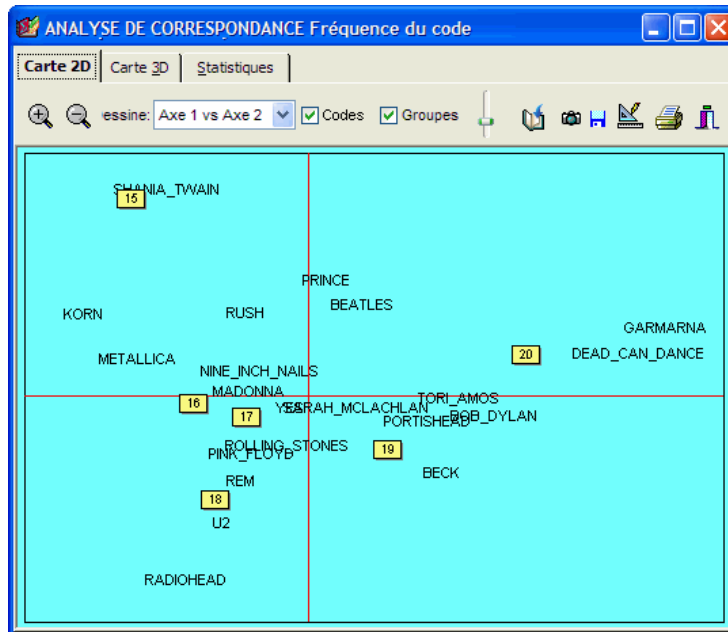 ANALYSE DE CORRESPONDANCE Fréquence du code
Carte 2D Carte 3D Statistiques
essine: Axe 1 vs Axe 2 Codes Groupes
SHANIA_TWAIN
15
PRINCE
BEATLES
KORN
RUSH
GARMARNA
METALLICA
20
DEAD_CAN_DANCE
NINE_INCH_NAILS
MADONNA
TORI_AMOS
16
YES
SARAH_MCLACHLAN
17
BOB_DYLAN
PORTISHEAD
ROLLING_STONES
PINK_FLOYD
19
REM
BECK
18
U2
RADIOHEAD